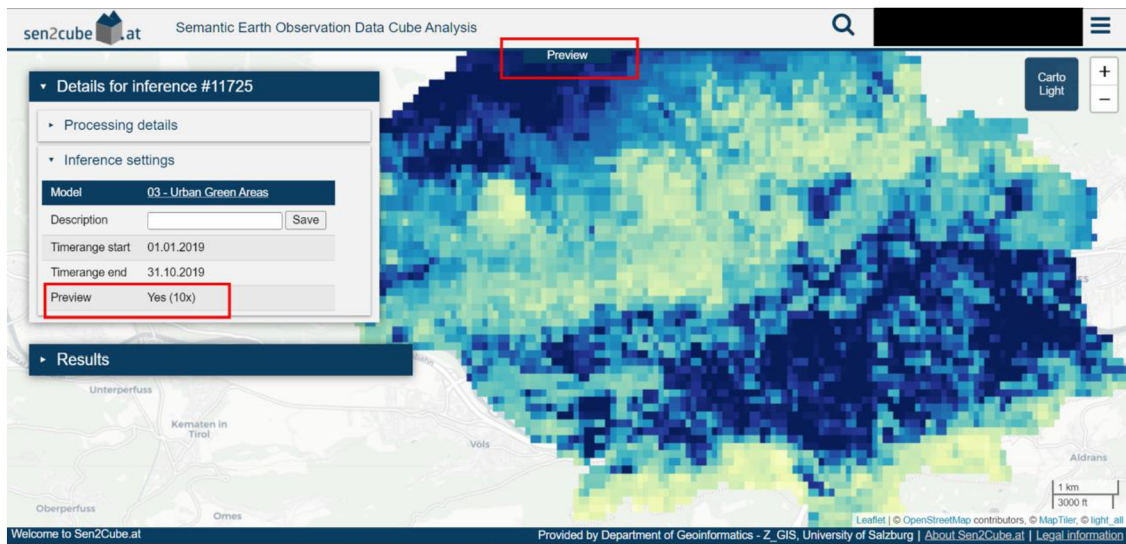 sen2cube.at
Semantic Earth Observation Data Cube Analysis
Preview
Carto
Light
+
−
▾ Details for inference #11725
▸ Processing details
▾ Inference settings
Model 03 - Urban Green Areas
Description Save
Timerange start 01.01.2019
Timerange end 31.10.2019
Preview Yes (10x)
▸ Results
Unterperfuss
Kematen in
Tirol
Völs
Aldrans
Oberperfuss
Omes
1 km
3000 ft
Leaflet | © OpenStreetMap contributors, © MapTiler, © light_all
Welcome to Sen2Cube.at
Provided by Department of Geoinformatics - Z_GIS, University of Salzburg | About Sen2Cube.at | Legal information